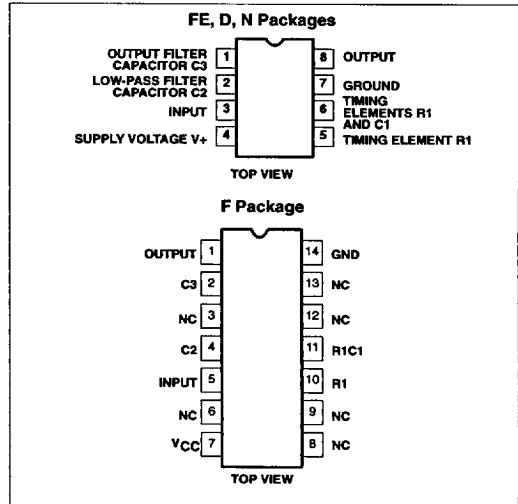 FE, D, N Packages
OUTPUT FILTER
CAPACITOR C3
1
8
OUTPUT
LOW-PASS FILTER
CAPACITOR C2
2
7
GROUND
INPUT
3
6
TIMING
ELEMENTS R1
AND C1
SUPPLY VOLTAGE V+
4
5
TIMING ELEMENT R1
TOP VIEW
F Package
OUTPUT
1
14
GND
C3
2
13
NC
NC
3
12
NC
C2
4
11
R1C1
INPUT
5
10
R1
NC
6
9
NC
VCC
7
8
NC
TOP VIEW